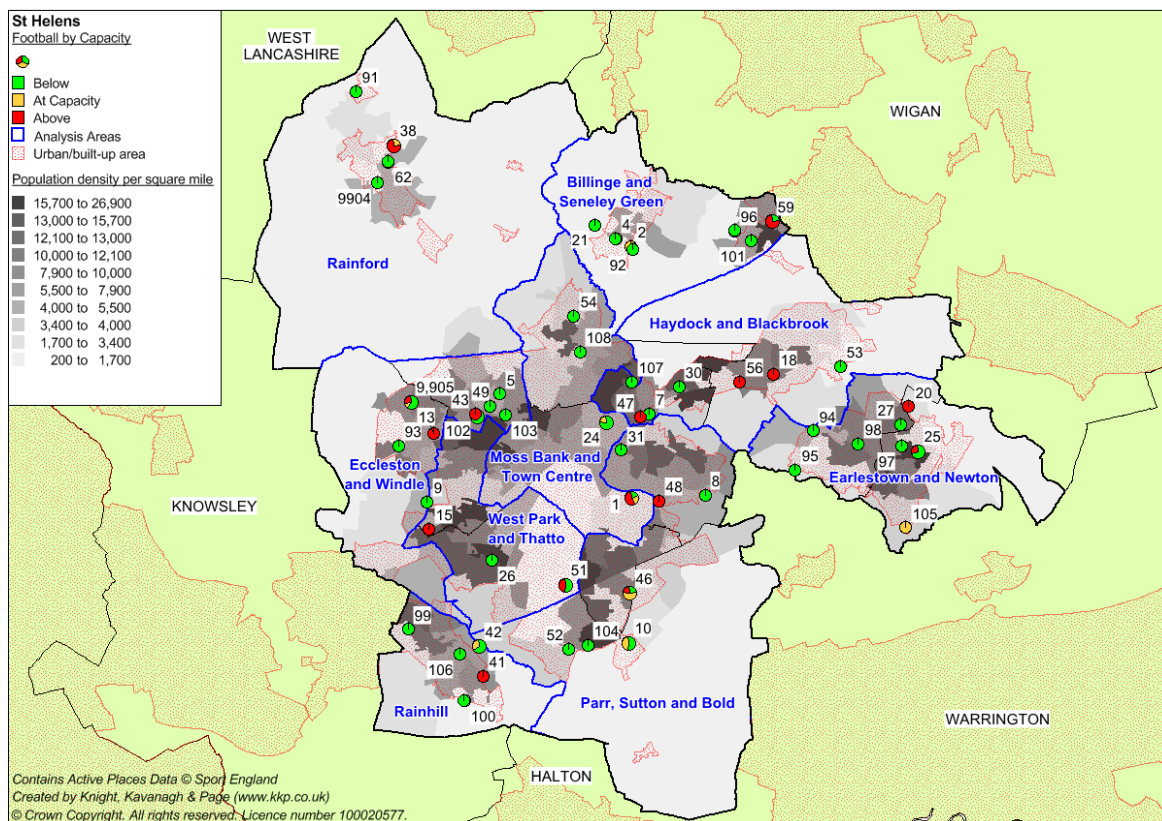 St Helens
Football by Capacity
Below
At Capacity
Above
Analysis Areas
Urban/built-up area
Population density per square mile
15,700 to 26,900
13,000 to 15,700
12,100 to 13,000
10,000 to 12,100
7,900 to 10,000
5,500 to 7,900
4,000 to 5,500
3,400 to 4,000
1,700 to 3,400
200 to 1,700
WEST
LANCASHIRE
WIGAN
91
38
62
9904
Rainford
Billinge and
Seneley Green
4
2
21
92
96
59
101
54
108
Haydock and Blackbrook
107
30
56
18
53
9,905
49
5
43
13
93
102
103
47
7
24
31
94
27
20
98
25
97
95
Earlestown and Newton
105
Eccleston
and Windle
Moss Bank and
Town Centre
KNOWSLEY
9
15
1
48
8
West Park
and Thatto
26
51
46
99
42
52
104
10
106
41
100
Rainhill
Parr, Sutton and Bold
WARRINGTON
HALTON
Contains Active Places Data © Sport England
Created by Knight, Kavanagh & Page (www.kkp.co.uk)
© Crown Copyright. All rights reserved. Licence number 100020577.